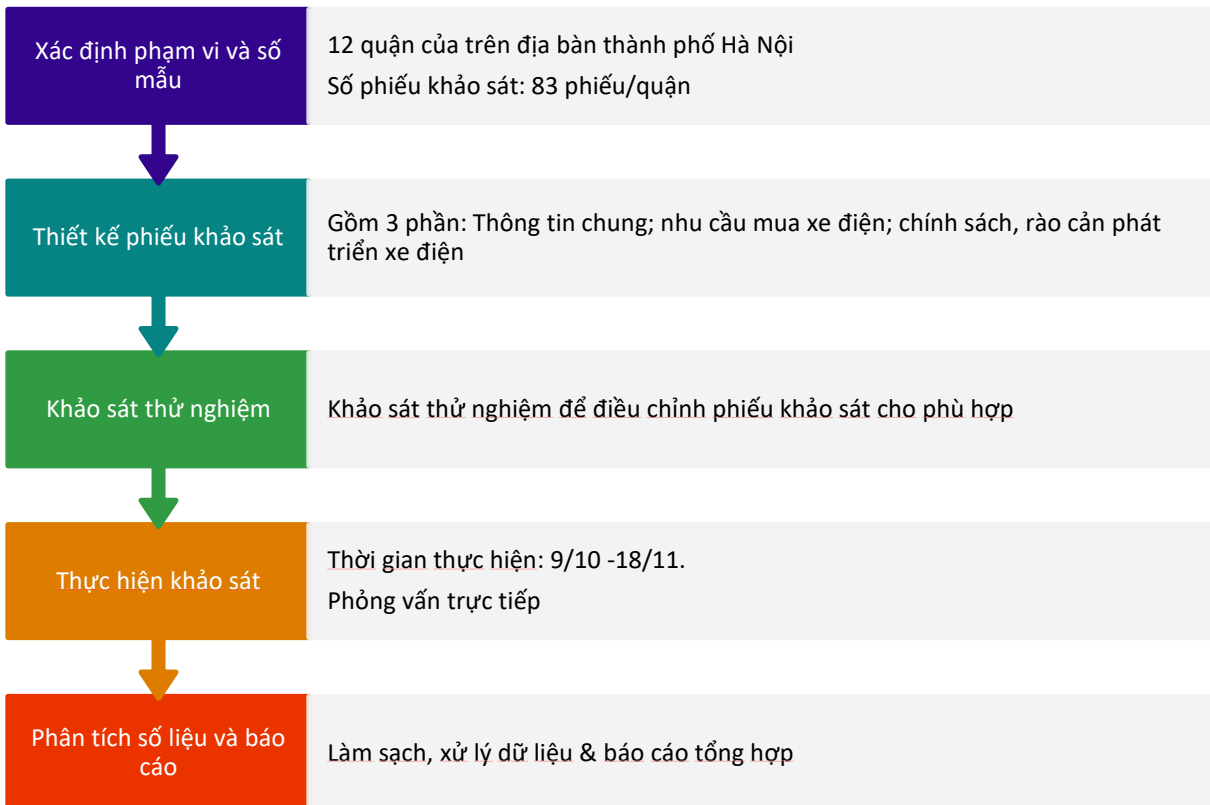 Xác định phạm vi và số
mẫu
12 quận của trên địa bàn thành phố Hà Nội
Số phiếu khảo sát: 83 phiếu/quận
Thiết kế phiếu khảo sát
Gồm 3 phần: Thông tin chung; nhu cầu mua xe điện; chính sách, rào cản phát
triển xe điện
Khảo sát thử nghiệm
Khảo sát thử nghiệm để điều chỉnh phiếu khảo sát cho phù hợp
Thực hiện khảo sát
Thời gian thực hiện: 9/10 -18/11.
Phỏng vấn trực tiếp
Phân tích số liệu và báo
cáo
Làm sạch, xử lý dữ liệu & báo cáo tổng hợp